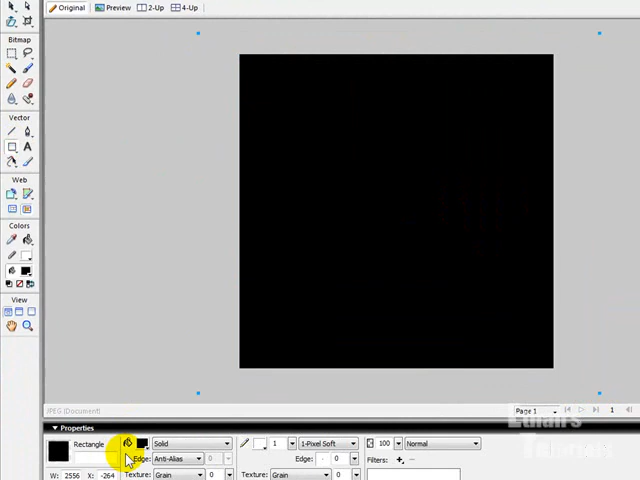 Original Preview 2-Up 4-Up
Bitmap
Vector
A
Web
Colors
View
JPEG (Document)
Page 1
1
Properties
Rectangle
Solid
1
1-Pixel Soft
100
Normal
Edge: Anti-Alias 0
Edge: 0
Filters:
W: 2556 X: -264
Texture: Grain 0
Texture: Grain 0